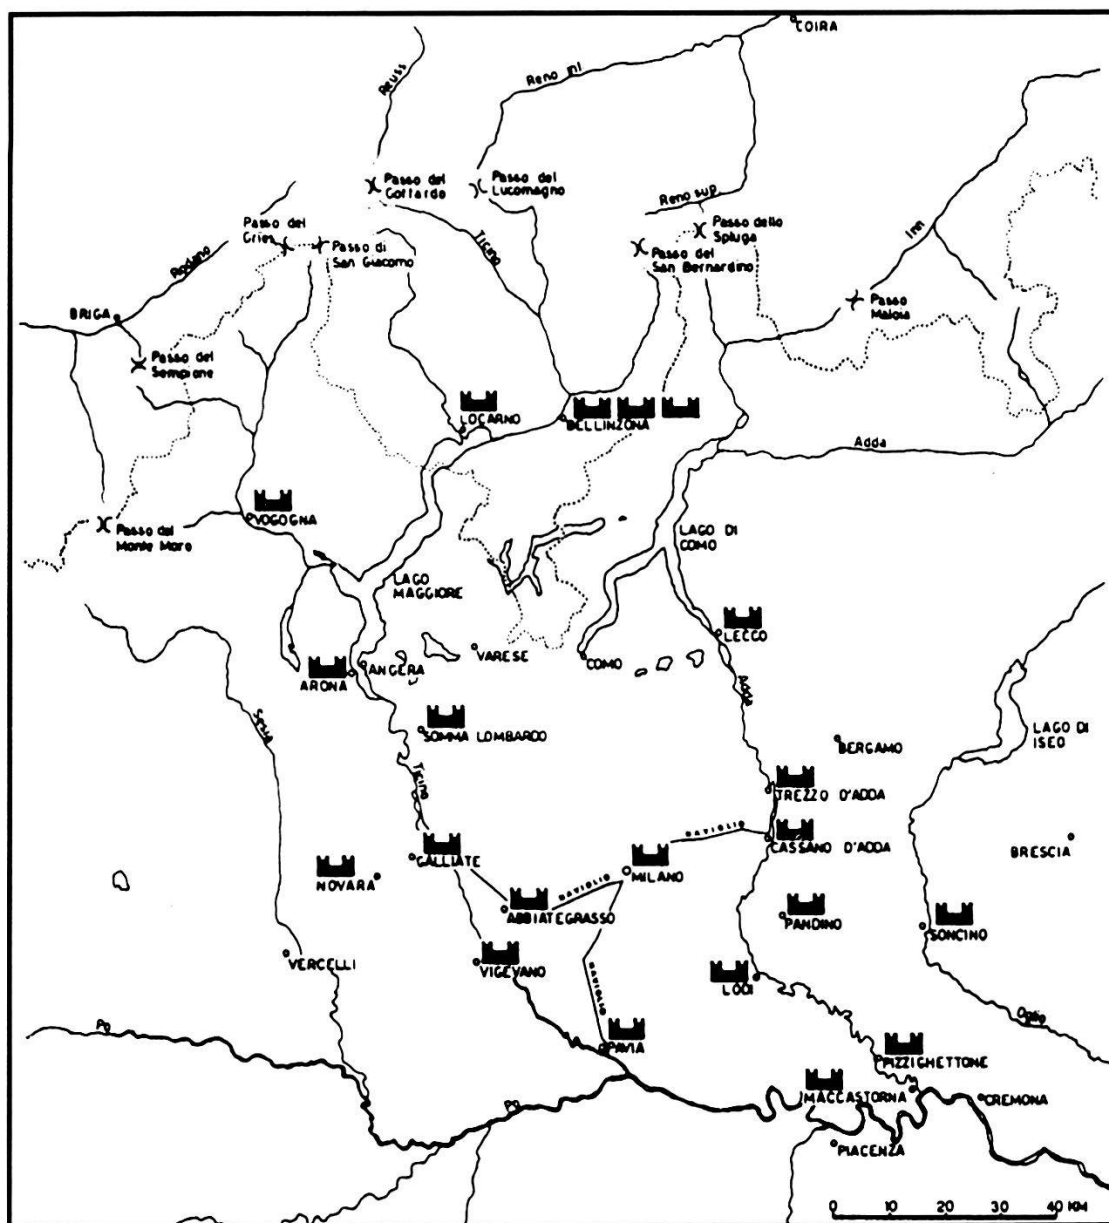 COIRA
Reno inf.
Reuss
Passo del
Gottardo
Passo del
Lucomagno
Reno sup.
Passo dello
Spluga
Passo del
San Bernardino
Passo del
Gries
Passo di
San Giacomo
Ticino
Inn
Rodano
Passo
Maloia
BRIGA
Passo del
Sempione
LOCARNO
BELLINZONA
Adda
VOGOGNA
Passo del
Monte Moro
LAGO DI
COMO
LAGO
MAGGIORE
LECCO
VARESE
COMO
ANGERA
ARONA
Adda
Sesia
SOMMA LOMBARDO
BERGAMO
LAGO DI
ISEO
Ticino
TREZZO D'ADDA
NAVIGLIO
CASSANO D'ADDA
BRESCIA
GALLIATE
NOVARA
MILANO
NAVIGLIO
ABBIATEGRASSO
PANDINO
SONCINO
VERCELLI
VIGEVANO
NAVIGLIO
LODI
Oglio
Po
PAVIA
PIZZIGHETTONE
MACCASTORNA
CREMONA
Po
PIACENZA
0 10 20 30 40 KM